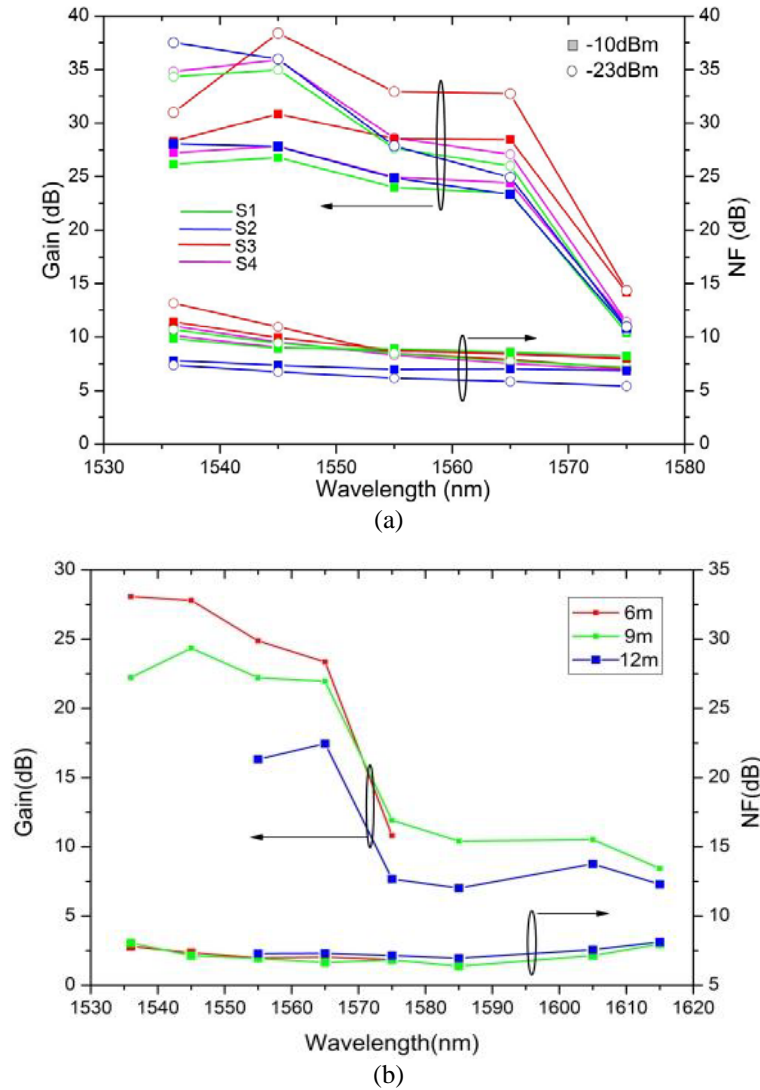 40 40
35 35
30 30
25 25
20 20
15 15
10 10
5 5
0 0
1530 1540 1550 1560 1570 1580
Gain (dB)
NF (dB)
-10dBm
-23dBm
S1
S2
S3
S4
Wavelength (nm)
(a)
30 35
25 30
20 25
15 20
10 15
5 10
0 5
1530 1540 1550 1560 1570 1580 1590 1600 1610 1620
Gain(dB)
NF(dB)
6m
9m
12m
Wavelength(nm)
(b)